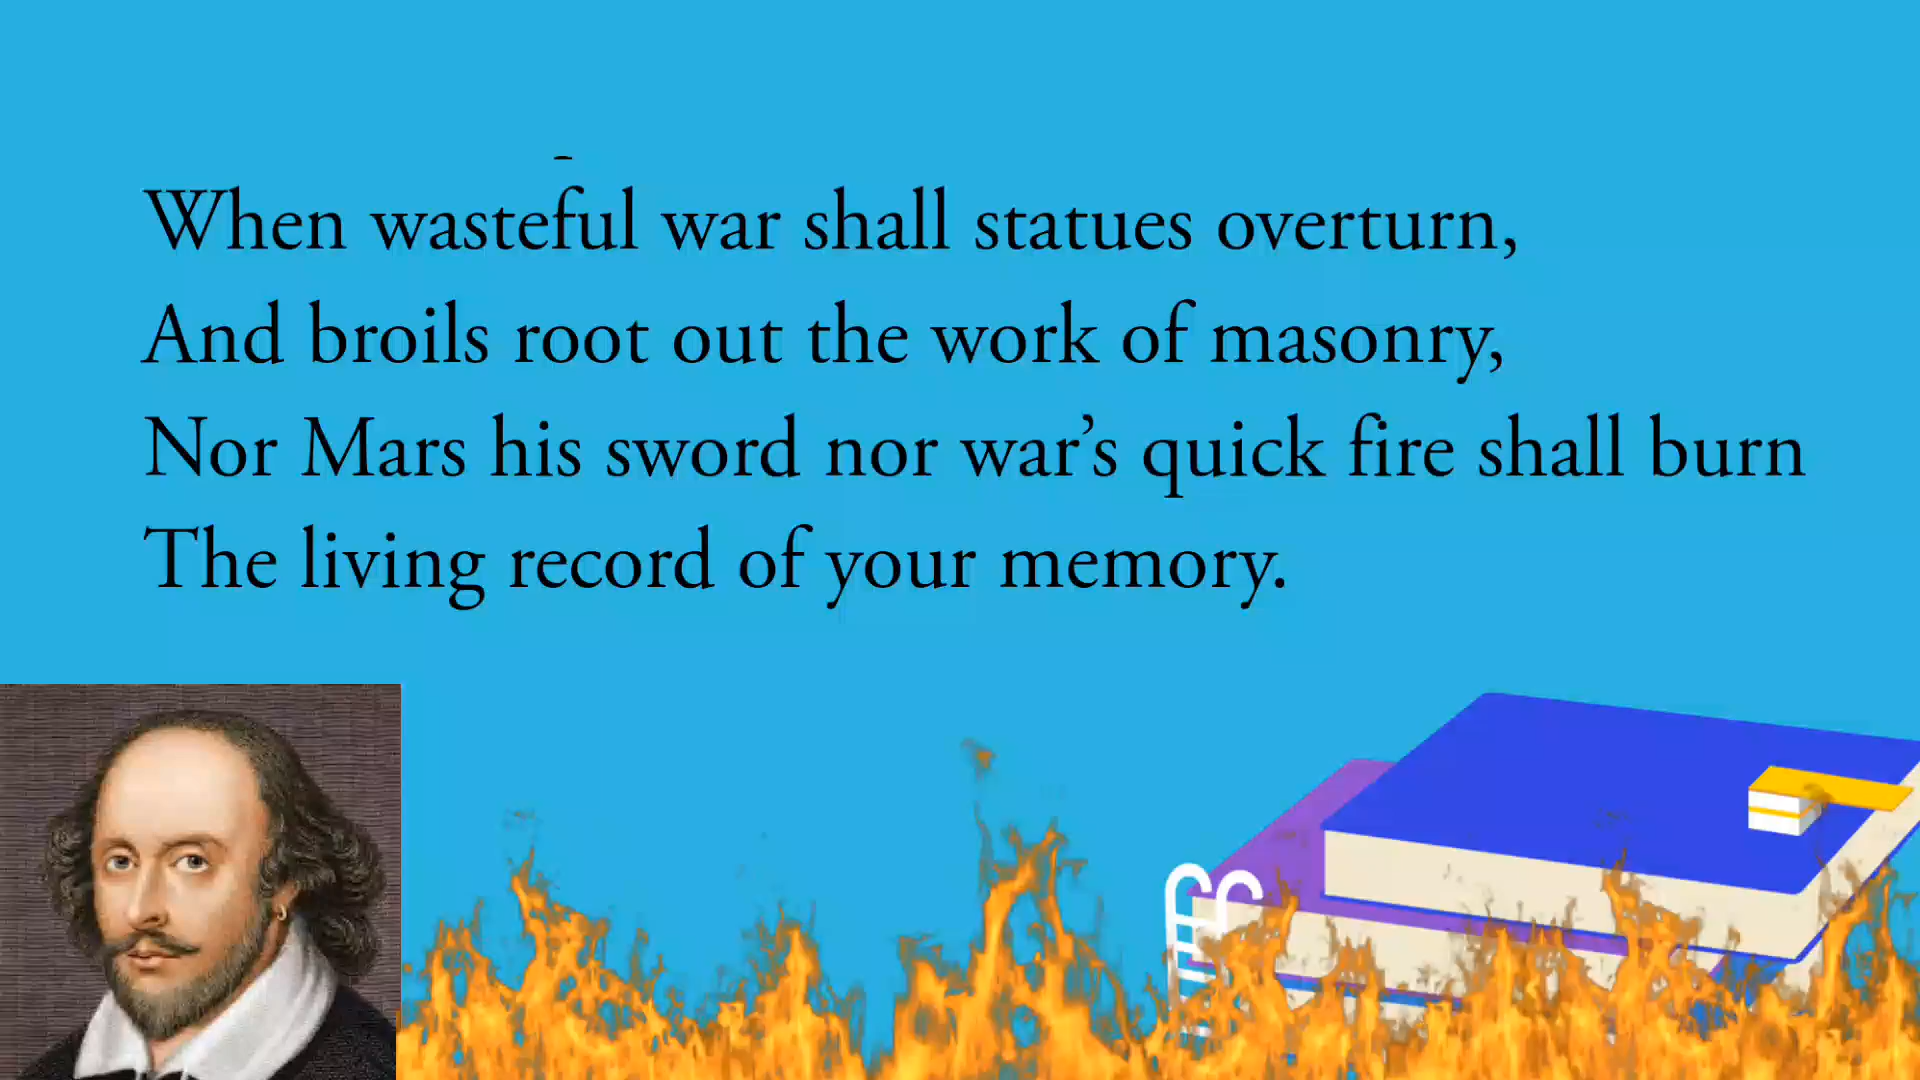 When wasteful war shall statues overturn,
And broils root out the work of masonry,
Nor Mars his sword nor war’s quick fire shall burn
The living record of your memory.